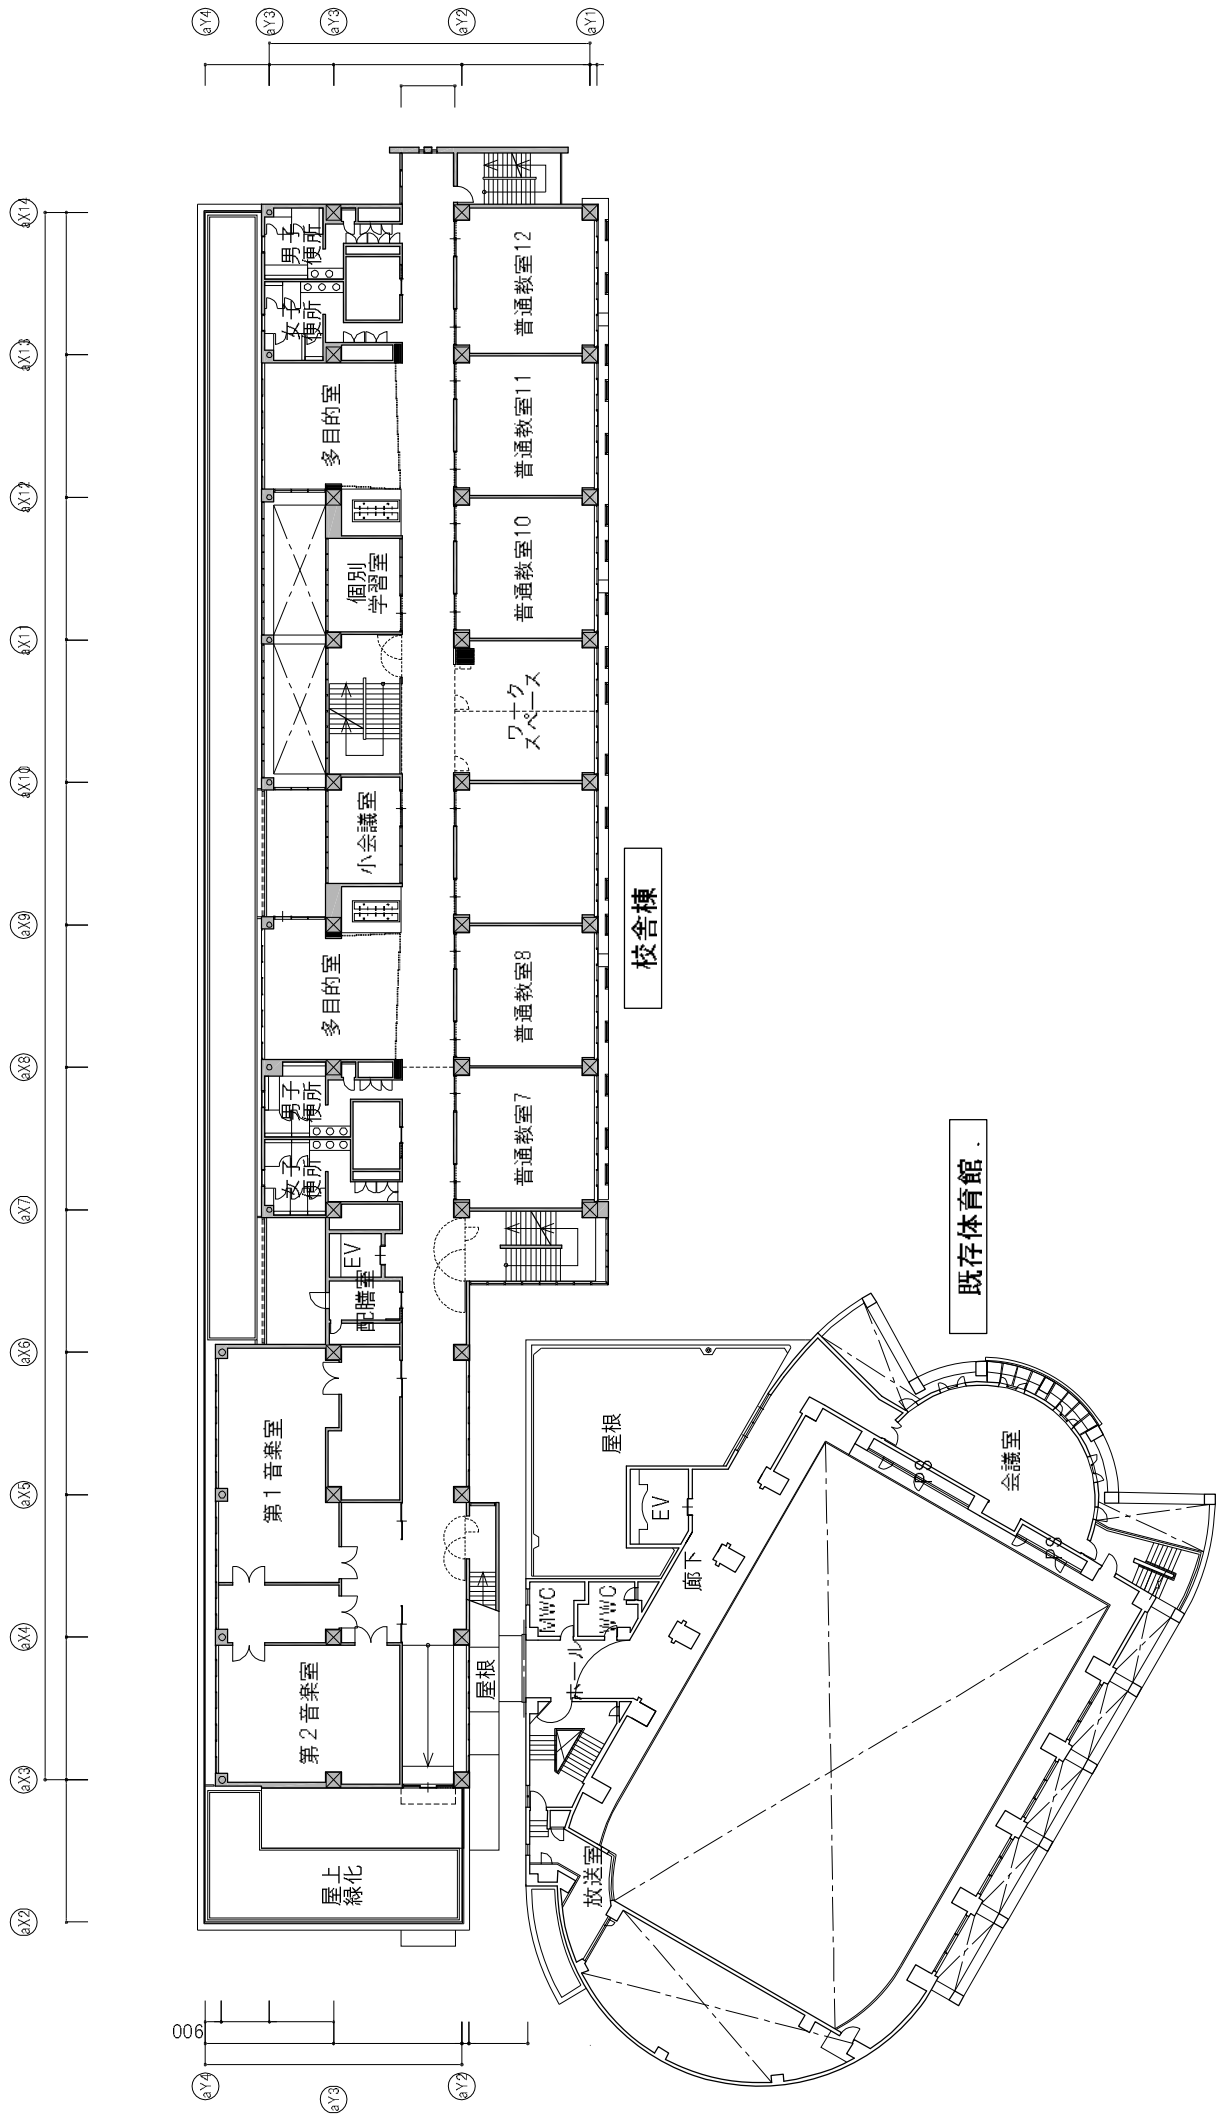 aY4
aY3
aY3
aY2
aY1
aX14
aX13
aX12
aX11
aX10
aX9
aX8
aX7
aX6
aX5
aX4
aX3
aX2
男子
便所
女子
便所
多目的室
個別
学習室
小会議室
多目的室
男子
便所
女子
便所
EV
配膳室
第1音楽室
第2音楽室
屋上
緑化
普通教室12
普通教室11
普通教室10
ワーク
スペース
普通教室8
普通教室7
校舎棟
既存体育館
屋根
屋根
EV
廊下
MWC
WWC
ホール
放送室
会議室
900
aY4
aY3
aY2